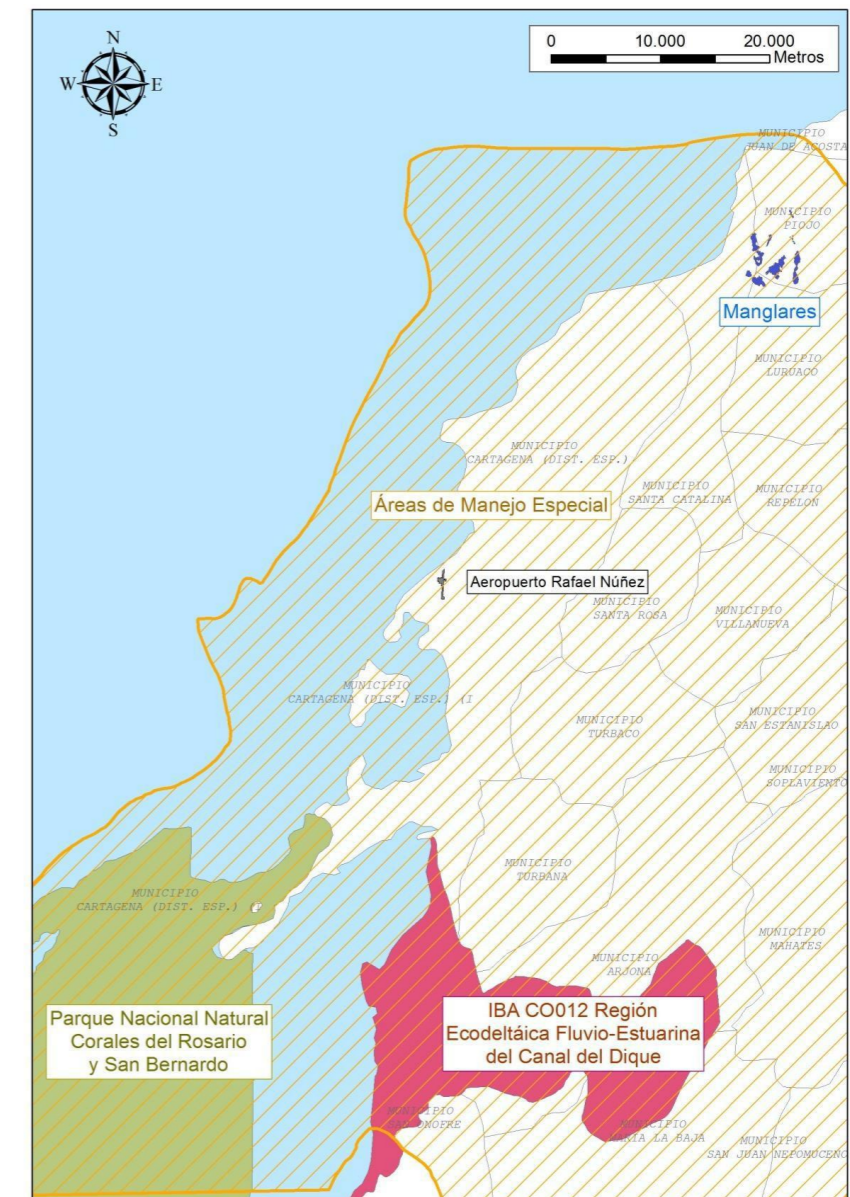 N
W E
S
0 10.000 20.000
Metros
MUNICIPIO
JUAN DE ACOSTA
MUNICIPIO
PIOJO
Manglares
MUNICIPIO
LURUACO
MUNICIPIO
CARTAGENA (DIST. ESP.)
MUNICIPIO
SANTA CATALINA
MUNICIPIO
REPELON
Áreas de Manejo Especial
Aeropuerto Rafael Núñez
MUNICIPIO
SANTA ROSA
MUNICIPIO
VILLANUEVA
MUNICIPIO
CARTAGENA (DIST. ESP.) (I
MUNICIPIO
TURBACO
MUNICIPIO
SAN ESTANISLAO
MUNICIPIO
SOPLAVIENTO
MUNICIPIO
TURBANA
MUNICIPIO
CARTAGENA (DIST. ESP.)
MUNICIPIO
MAHATES
MUNICIPIO
ARJONA
Parque Nacional Natural
Corales del Rosario
y San Bernardo
IBA CO012 Región
Ecodeltáica Fluvio-Estuarina
del Canal del Dique
MUNICIPIO
SAN ONOFRE
MUNICIPIO
MARIA LA BAJA
MUNICIPIO
SAN JUAN NEPOMUCENO